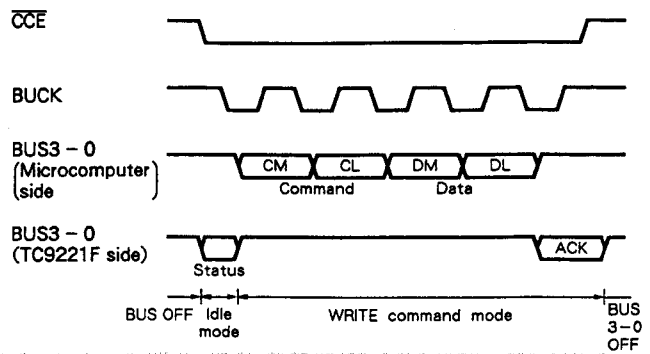 CCE
BUCK
BUS3 – 0
(Microcomputer side)
CM CL DM DL
Command Data
BUS3 – 0
(TC9221F side)
ACK
Status
BUS OFF Idle mode WRITE command mode BUS 3–0 OFF